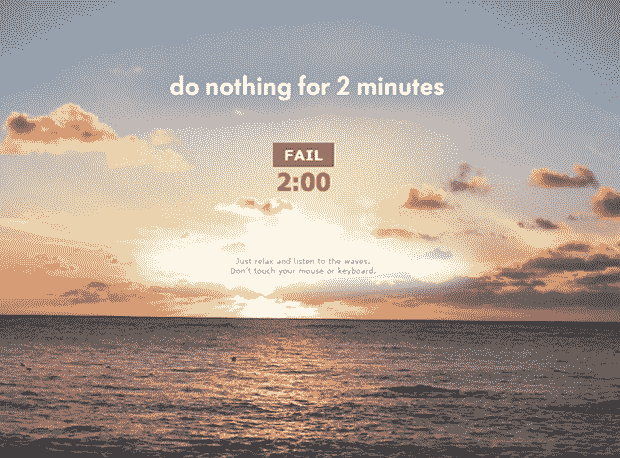 do nothing for 2 minutes
FAIL
2:00
Just relax and listen to the waves.
Don't touch your mouse or keyboard.